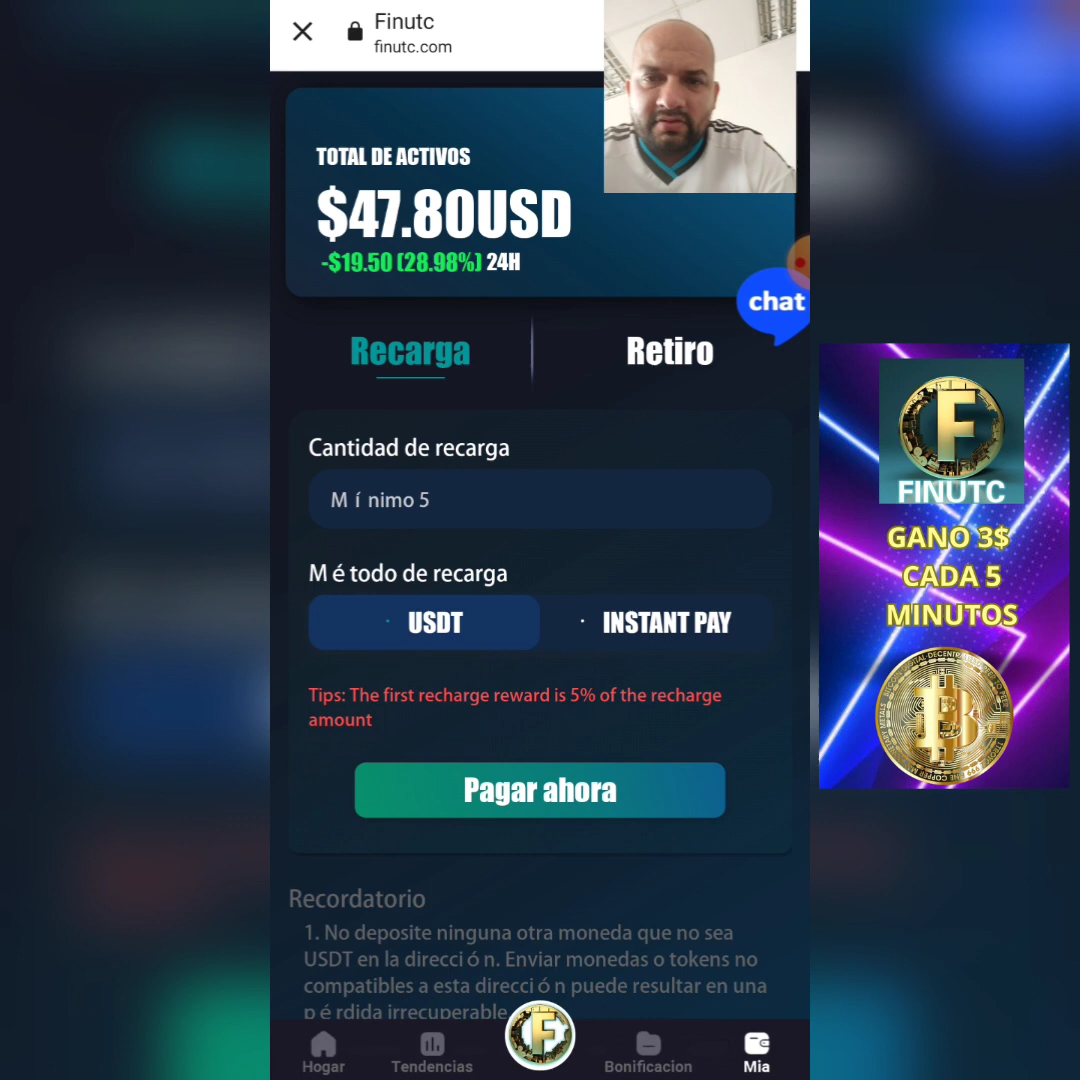 Finutc
finutc.com
TOTAL DE ACTIVOS
$47.80USD
-$19.50 (28.98%) 24H
chat
Recarga
Retiro
Cantidad de recarga
M í nimo 5
M é todo de recarga
· USDT
· INSTANT PAY
Tips: The first recharge reward is 5% of the recharge
amount
Pagar ahora
Recordatorio
1. No deposite ninguna otra moneda que no sea
USDT en la direcci ó n. Enviar monedas o tokens no
compatibles a esta direcci ó n puede resultar en una
p é rdida irrecuperable
Hogar
Tendencias
F
Bonificacion
Mia
F
FINUTC
GANO 3$
CADA 5
MINUTOS